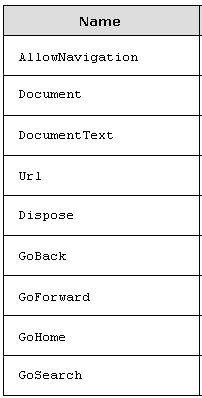 Name
AllowNavigation
Document
DocumentText
Url
Dispose
GoBack
GoForward
GoHome
GoSearch